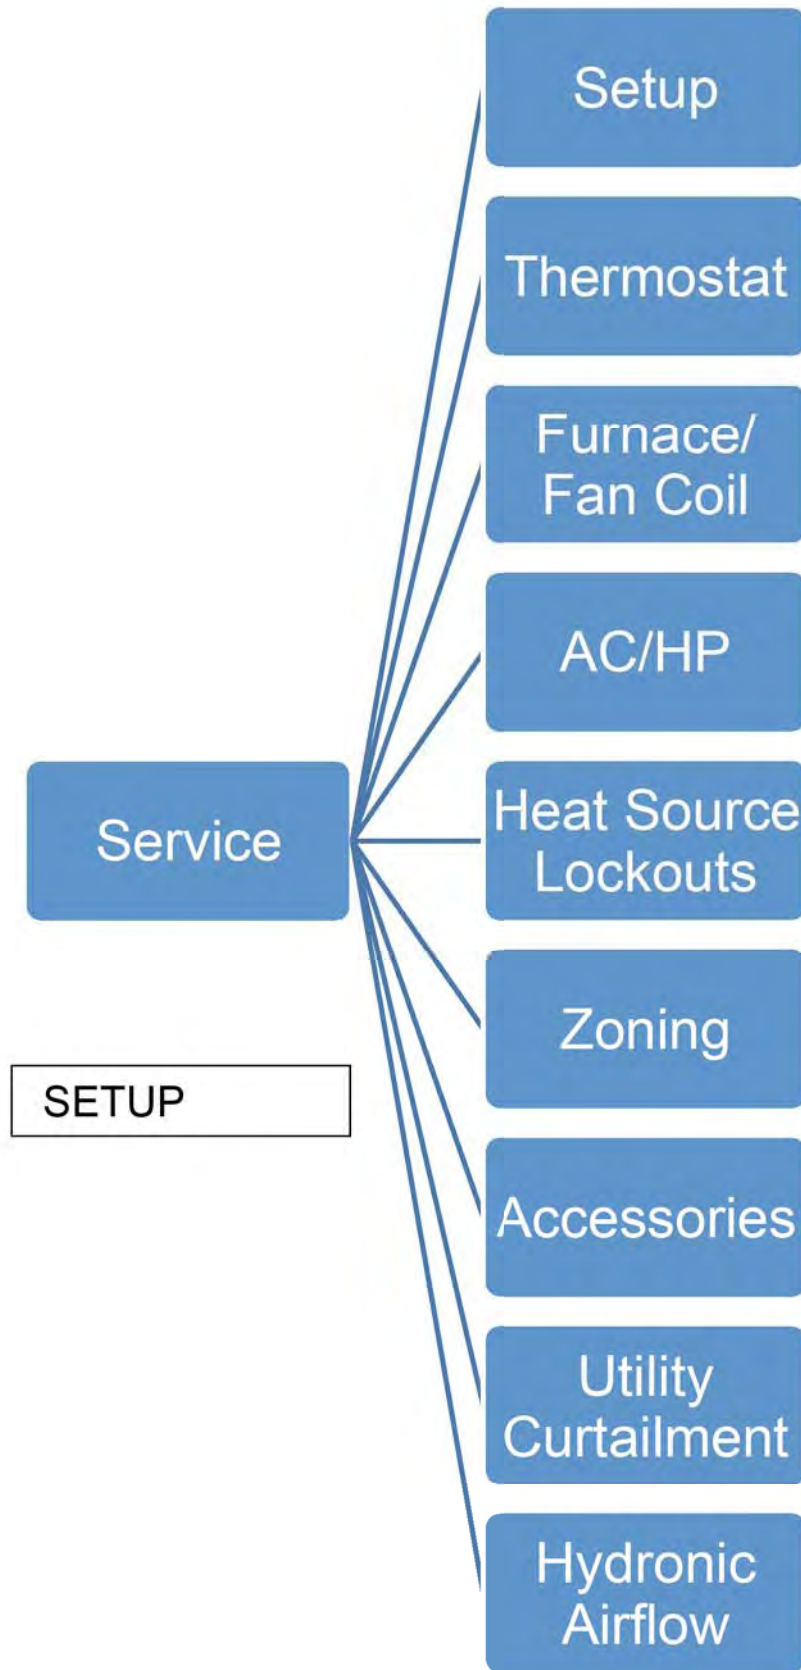 Setup
Thermostat
Furnace/
Fan Coil
AC/HP
Service
Heat Source
Lockouts
Zoning
SETUP
Accessories
Utility
Curtailment
Hydronic
Airflow